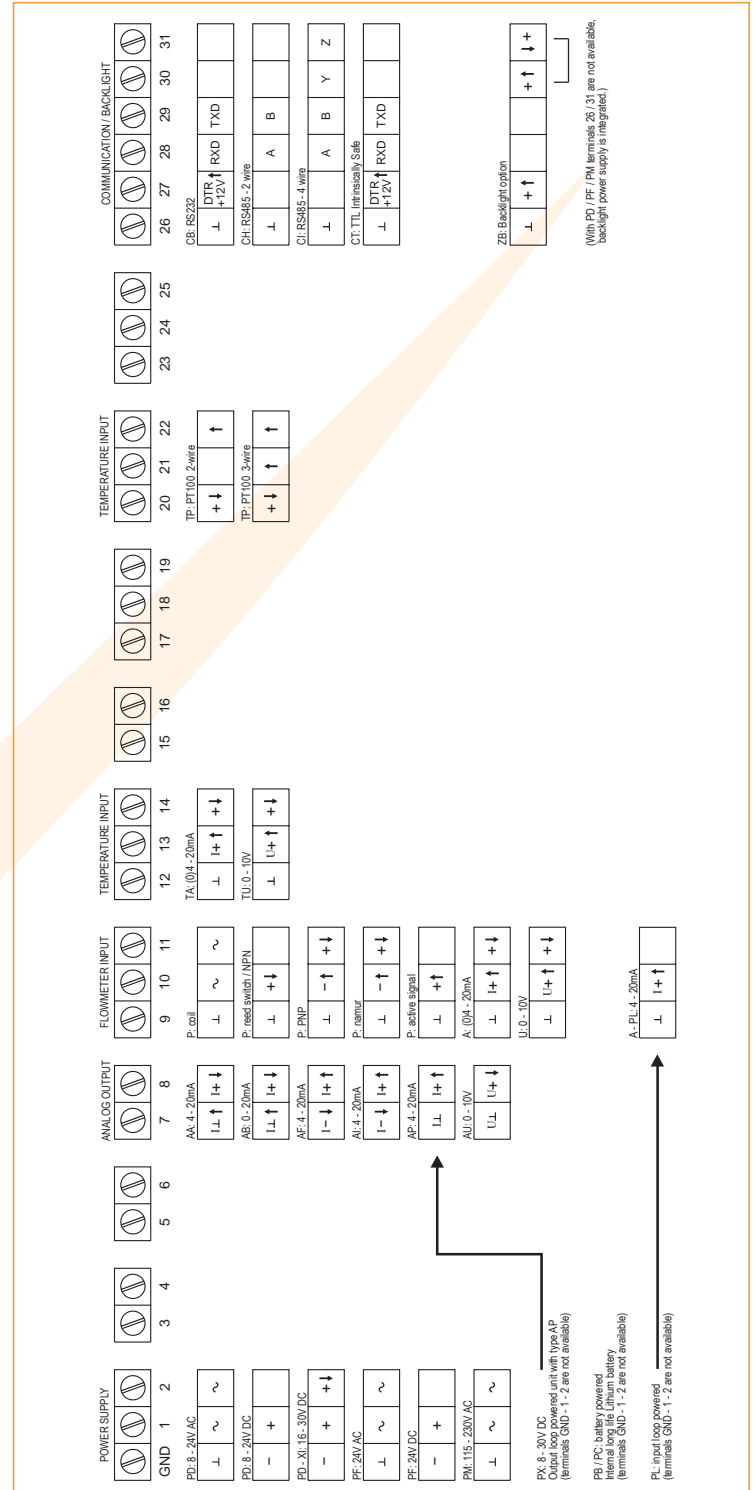 POWER SUPPLY
GND 1 2
PD: 8 - 24V AC
⊥ ~ ~
PD: 8 - 24V DC
− +
PD - XI: 16 - 30V DC
− + +↓
PF: 24V AC
⊥ ~ ~
PF: 24V DC
− +
PM: 115 - 230V AC
⊥ ~ ~
PX: 8 - 30V DC
Output loop powered unit with type AP
(terminals GND - 1 - 2 are not available)
PB / PC: battery powered
Internal long life Lithium battery
(terminals GND - 1 - 2 are not available)
PL: input loop powered
(terminals GND - 1 - 2 are not available)
3 4
5 6
ANALOG OUTPUT
7 8
AA: 4 - 20mA
I⊥↑ I+↓
AB: 0 - 20mA
I⊥↑ I+↓
AF: 4 - 20mA
I−↓ I+↑
AI: 4 - 20mA
I−↓ I+↑
AP: 4 - 20mA
I⊥ I+↑
AU: 0 - 10V
U⊥ U+↓
FLOWMETER INPUT
9 10 11
P: coil
⊥ ~ ~
P: reed switch / NPN
⊥ +↓
P: PNP
⊥ −↑ +↓
P: namur
⊥ −↑ +↓
P: active signal
⊥ +↑
A: (0)4 - 20mA
⊥ I+↑ +↓
U: 0 - 10V
⊥ U+↑ +↓
A - PL: 4 - 20mA
⊥ I+↑
TEMPERATURE INPUT
12 13 14
TA: (0)4 - 20mA
⊥ I+↑ +↓
TU: 0 - 10V
⊥ U+↑ +↓
15 16
17 18 19
TEMPERATURE INPUT
20 21 22
TP: PT100 2-wire
+↓ ↑
TP: PT100 3-wire
+↓ ↑ ↑
23 24 25
COMMUNICATION / BACKLIGHT
26 27 28 29 30 31
CB: RS232
⊥ DTR +12V↑ RXD TXD
CH: RS485 - 2 wire
⊥ A B
CI: RS485 - 4 wire
⊥ A B Y Z
CT: TTL Intrinsically Safe
⊥ DTR +12V↑ RXD TXD
ZB: Backlight option
⊥ +↑ +↑ ↓+
(With PD / PF / PM terminals 26 / 31 are not available,
backlight power supply is integrated.)